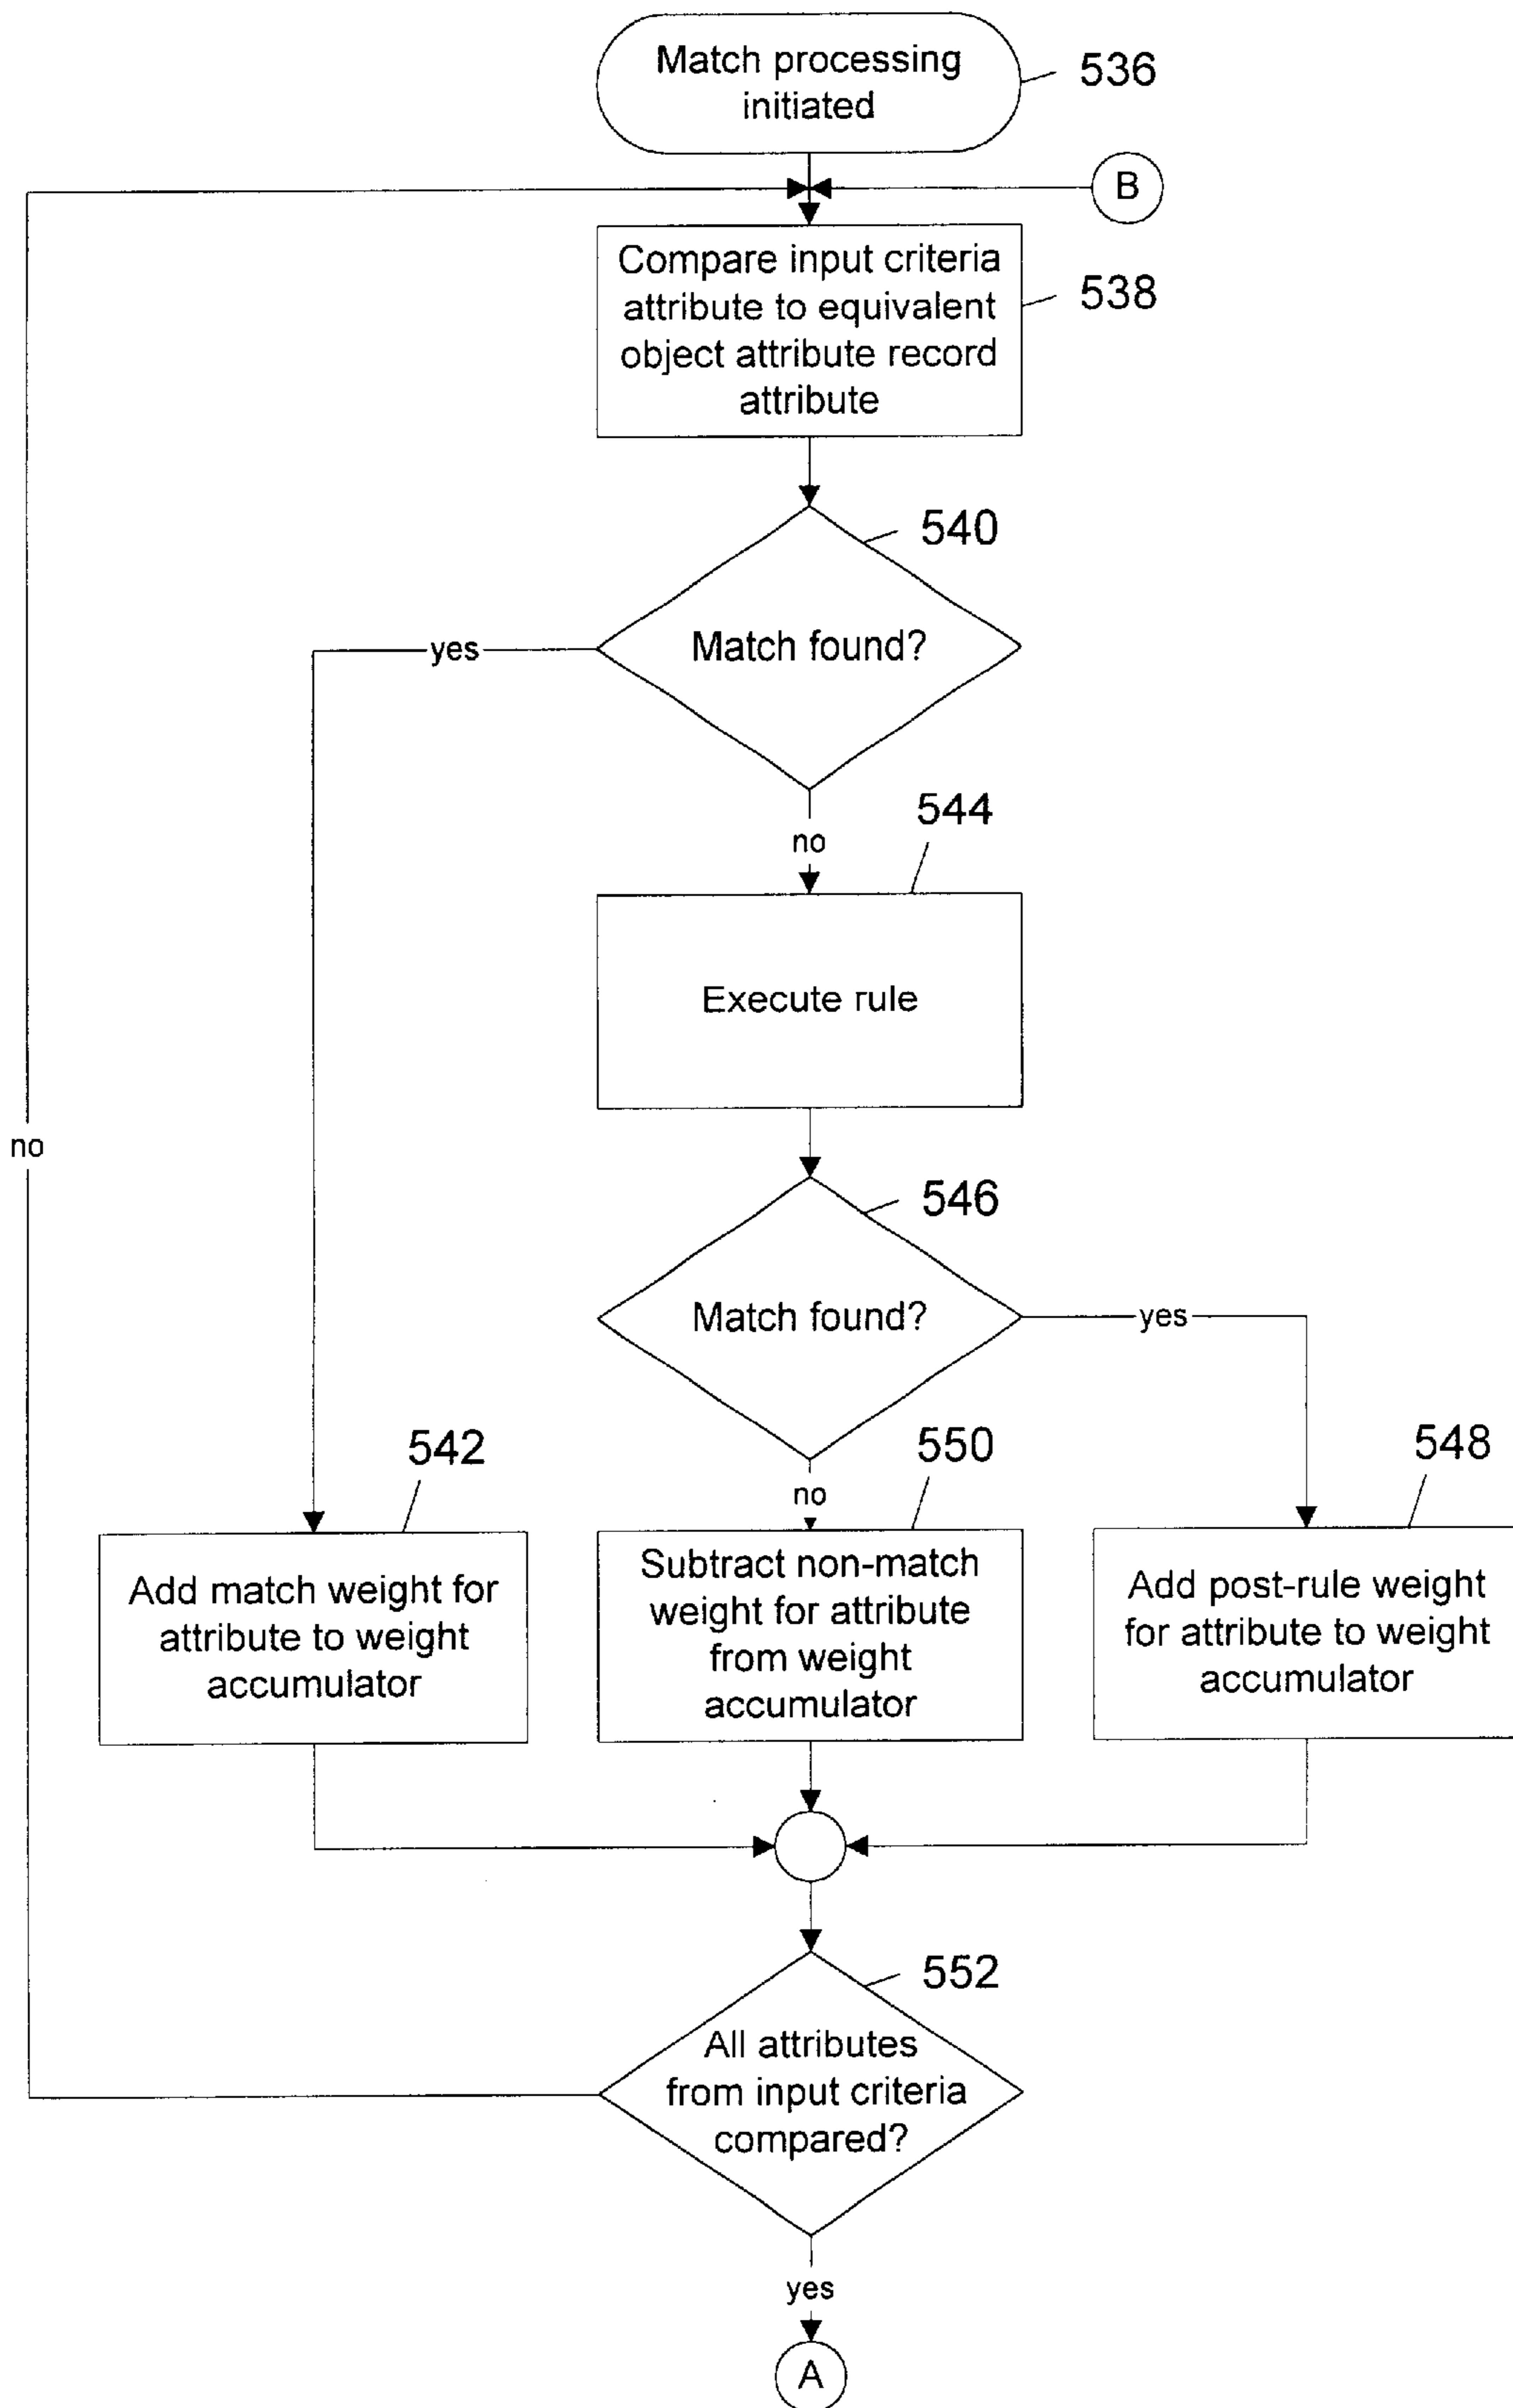 Match processing
initiated
536
B
Compare input criteria
attribute to equivalent
object attribute record
attribute
538
540
Match found?
yes
no
544
Execute rule
no
546
Match found?
yes
542
no
550
548
Add match weight for
attribute to weight
accumulator
Subtract non-match
weight for attribute
from weight
accumulator
Add post-rule weight
for attribute to weight
accumulator
552
All attributes
from input criteria
compared?
yes
A